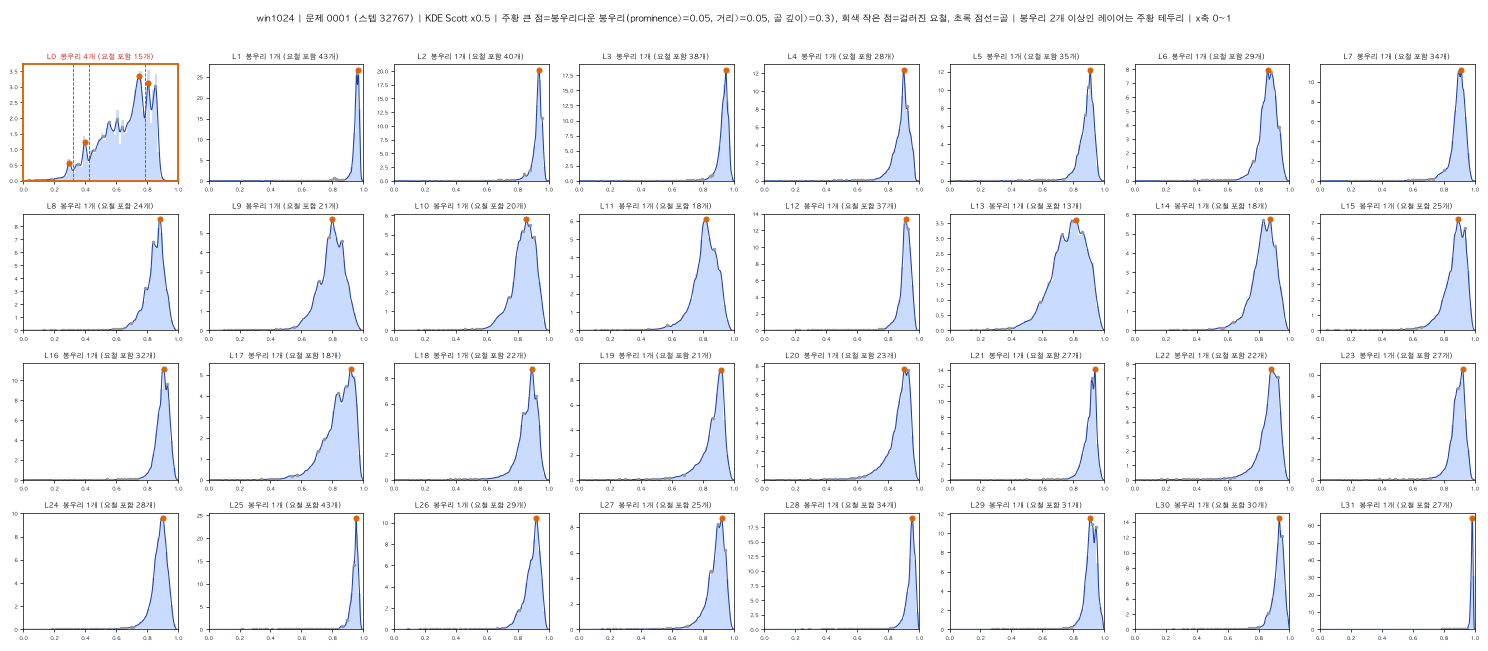 win1024 | 문제 0001 (스텝 32767) | KDE Scott x0.5 | 주황 큰 점=봉우리다운 봉우리(prominence>=0.05, 거리>=0.05, 골 깊이>=0.3), 회색 작은 점=걸러진 요철, 초록 점선=골 | 봉우리 2개 이상인 레이어는 주황 테두리 | x축 0~1
L0 봉우리 4개 (요철 포함 15개)
L1 봉우리 1개 (요철 포함 43개)
L2 봉우리 1개 (요철 포함 40개)
L3 봉우리 1개 (요철 포함 38개)
L4 봉우리 1개 (요철 포함 28개)
L5 봉우리 1개 (요철 포함 35개)
L6 봉우리 1개 (요철 포함 29개)
L7 봉우리 1개 (요철 포함 34개)
L8 봉우리 1개 (요철 포함 24개)
L9 봉우리 1개 (요철 포함 21개)
L10 봉우리 1개 (요철 포함 20개)
L11 봉우리 1개 (요철 포함 18개)
L12 봉우리 1개 (요철 포함 37개)
L13 봉우리 1개 (요철 포함 13개)
L14 봉우리 1개 (요철 포함 18개)
L15 봉우리 1개 (요철 포함 25개)
L16 봉우리 1개 (요철 포함 32개)
L17 봉우리 1개 (요철 포함 18개)
L18 봉우리 1개 (요철 포함 22개)
L19 봉우리 1개 (요철 포함 21개)
L20 봉우리 1개 (요철 포함 23개)
L21 봉우리 1개 (요철 포함 27개)
L22 봉우리 1개 (요철 포함 22개)
L23 봉우리 1개 (요철 포함 27개)
L24 봉우리 1개 (요철 포함 28개)
L25 봉우리 1개 (요철 포함 43개)
L26 봉우리 1개 (요철 포함 29개)
L27 봉우리 1개 (요철 포함 25개)
L28 봉우리 1개 (요철 포함 34개)
L29 봉우리 1개 (요철 포함 31개)
L30 봉우리 1개 (요철 포함 30개)
L31 봉우리 1개 (요철 포함 27개)